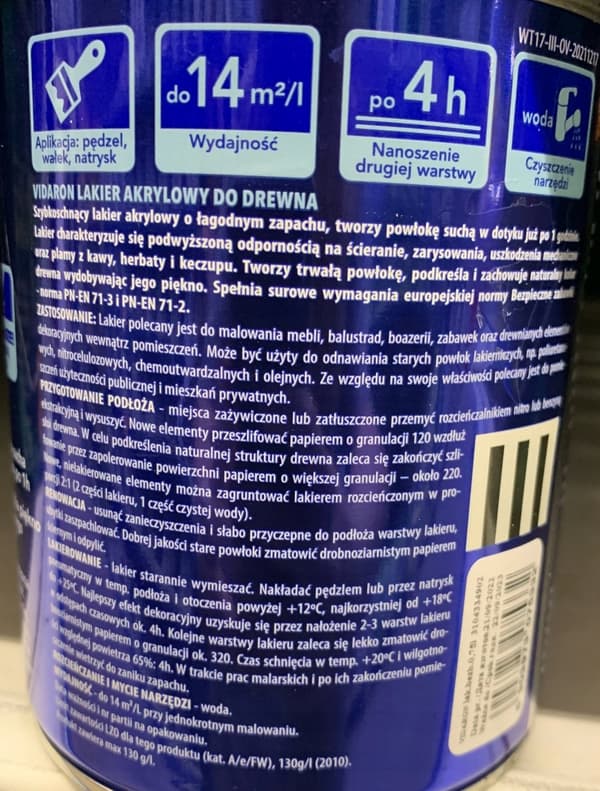 WT17-III-OV-20211217
Aplikacja: pędzel,
wałek, natrysk
do 14 m²/l
Wydajność
po 4 h
Nanoszenie
drugiej warstwy
woda
Czyszczenie
narzędzi
VIDARON LAKIER AKRYLOWY DO DREWNA
Szybkoschnący lakier akrylowy o łagodnym zapachu, tworzy powłokę suchą w dotyku już po 1 godzinie.
Lakier charakteryzuje się podwyższoną odpornością na ścieranie, zarysowania, uszkodzenia mechaniczne
oraz plamy z kawy, herbaty i keczupu. Tworzy trwałą powłokę, podkreśla i zachowuje naturalny kolor
drewna wydobywając jego piękno. Spełnia surowe wymagania europejskiej normy Bezpieczne zabawki
- norma PN-EN 71-3 i PN-EN 71-2.
ZASTOSOWANIE: Lakier polecany jest do malowania mebli, balustrad, boazerii, zabawek oraz drewnianych elementów
dekoracyjnych wewnątrz pomieszczeń. Może być użyty do odnawiania starych powłok lakierniczych, np. poliuretano-
wych, nitrocelulozowych, chemoutwardzalnych i olejnych. Ze względu na swoje właściwości polecany jest do pomie-
szczeń użyteczności publicznej i mieszkań prywatnych.
PRZYGOTOWANIE PODŁOŻA - miejsca zażywiczone lub zatłuszczone przemyć rozcieńczalnikiem nitro lub benzyną
ekstrakcyjną i wysuszyć. Nowe elementy przeszlifować papierem o granulacji 120 wzdłuż
słoi drewna. W celu podkreślenia naturalnej struktury drewna zaleca się zakończyć szli-
fowanie przez zapolerowanie powierzchni papierem o większej granulacji – około 220.
Nowe, nielakierowane elementy można zagruntować lakierem rozcieńczonym w pro-
porcji 2:1 (2 części lakieru, 1 część czystej wody).
RENOWACJA - usunąć zanieczyszczenia i słabo przyczepne do podłoża warstwy lakieru,
ubytki zaszpachlować. Dobrej jakości stare powłoki zmatowić drobnoziarnistym papierem
ściernym i odpylić.
LAKIEROWANIE - lakier starannie wymieszać. Nakładać pędzlem lub przez natrysk
pneumatyczny w temp. podłoża i otoczenia powyżej +12ºC, najkorzystniej od +18ºC
do +25ºC. Najlepszy efekt dekoracyjny uzyskuje się przez nałożenie 2-3 warstw lakieru
w odstępach czasowych ok. 4h. Kolejne warstwy lakieru zaleca się lekko zmatowić dro-
bnoziarnistym papierem o granulacji ok. 320. Czas schnięcia w temp. +20ºC i wilgotno-
ści względnej powietrza 65%: 4h. W trakcie prac malarskich i po ich zakończeniu pomie-
szczenie wietrzyć do zaniku zapachu.
ROZCIEŃCZANIE I MYCIE NARZĘDZI - woda.
WYDAJNOŚĆ - do 14 m²/L przy jednokrotnym malowaniu.
Data ważności i nr partii na opakowaniu.
zawartości LZO dla tego produktu (kat. A/e/FW), 130g/l (2010).
Produkt zawiera max 130 g/l.